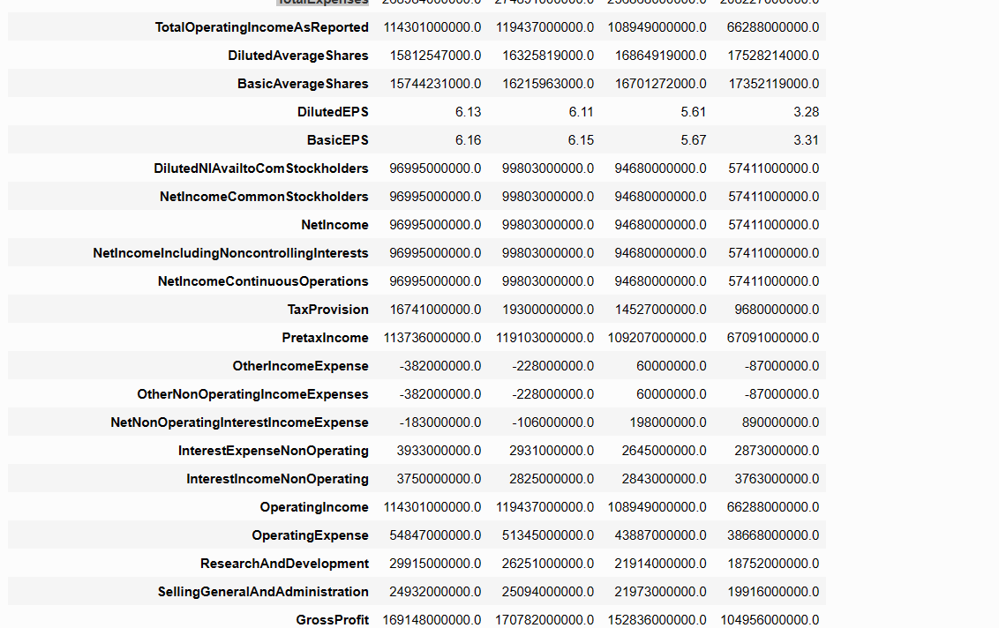 TotalExpenses 268984000000.0 274891000000.0 256868000000.0 208227000000.0
TotalOperatingIncomeAsReported 114301000000.0 119437000000.0 108949000000.0 66288000000.0
DilutedAverageShares 15812547000.0 16325819000.0 16864919000.0 17528214000.0
BasicAverageShares 15744231000.0 16215963000.0 16701272000.0 17352119000.0
DilutedEPS 6.13 6.11 5.61 3.28
BasicEPS 6.16 6.15 5.67 3.31
DilutedNIAvailtoComStockholders 96995000000.0 99803000000.0 94680000000.0 57411000000.0
NetIncomeCommonStockholders 96995000000.0 99803000000.0 94680000000.0 57411000000.0
NetIncome 96995000000.0 99803000000.0 94680000000.0 57411000000.0
NetIncomeIncludingNoncontrollingInterests 96995000000.0 99803000000.0 94680000000.0 57411000000.0
NetIncomeContinuousOperations 96995000000.0 99803000000.0 94680000000.0 57411000000.0
TaxProvision 16741000000.0 19300000000.0 14527000000.0 9680000000.0
PretaxIncome 113736000000.0 119103000000.0 109207000000.0 67091000000.0
OtherIncomeExpense -382000000.0 -228000000.0 60000000.0 -87000000.0
OtherNonOperatingIncomeExpenses -382000000.0 -228000000.0 60000000.0 -87000000.0
NetNonOperatingInterestIncomeExpense -183000000.0 -106000000.0 198000000.0 890000000.0
InterestExpenseNonOperating 3933000000.0 2931000000.0 2645000000.0 2873000000.0
InterestIncomeNonOperating 3750000000.0 2825000000.0 2843000000.0 3763000000.0
OperatingIncome 114301000000.0 119437000000.0 108949000000.0 66288000000.0
OperatingExpense 54847000000.0 51345000000.0 43887000000.0 38668000000.0
ResearchAndDevelopment 29915000000.0 26251000000.0 21914000000.0 18752000000.0
SellingGeneralAndAdministration 24932000000.0 25094000000.0 21973000000.0 19916000000.0
GrossProfit 169148000000.0 170782000000.0 152836000000.0 104956000000.0